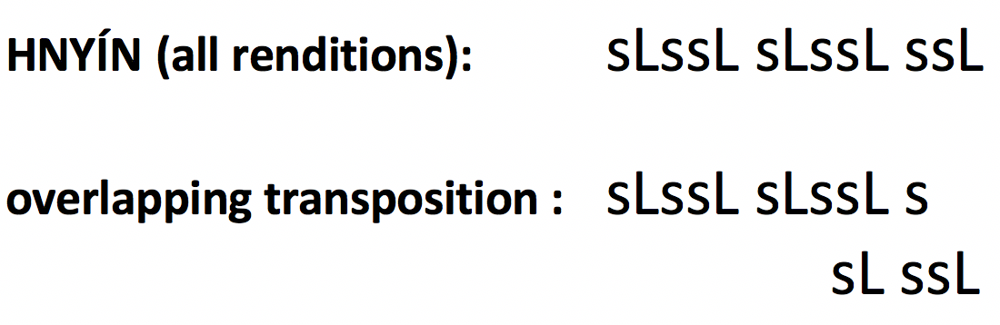 HNYÍN (all renditions): sLssL sLssL ssL
overlapping transposition : sLssL sLssL s
sL ssL